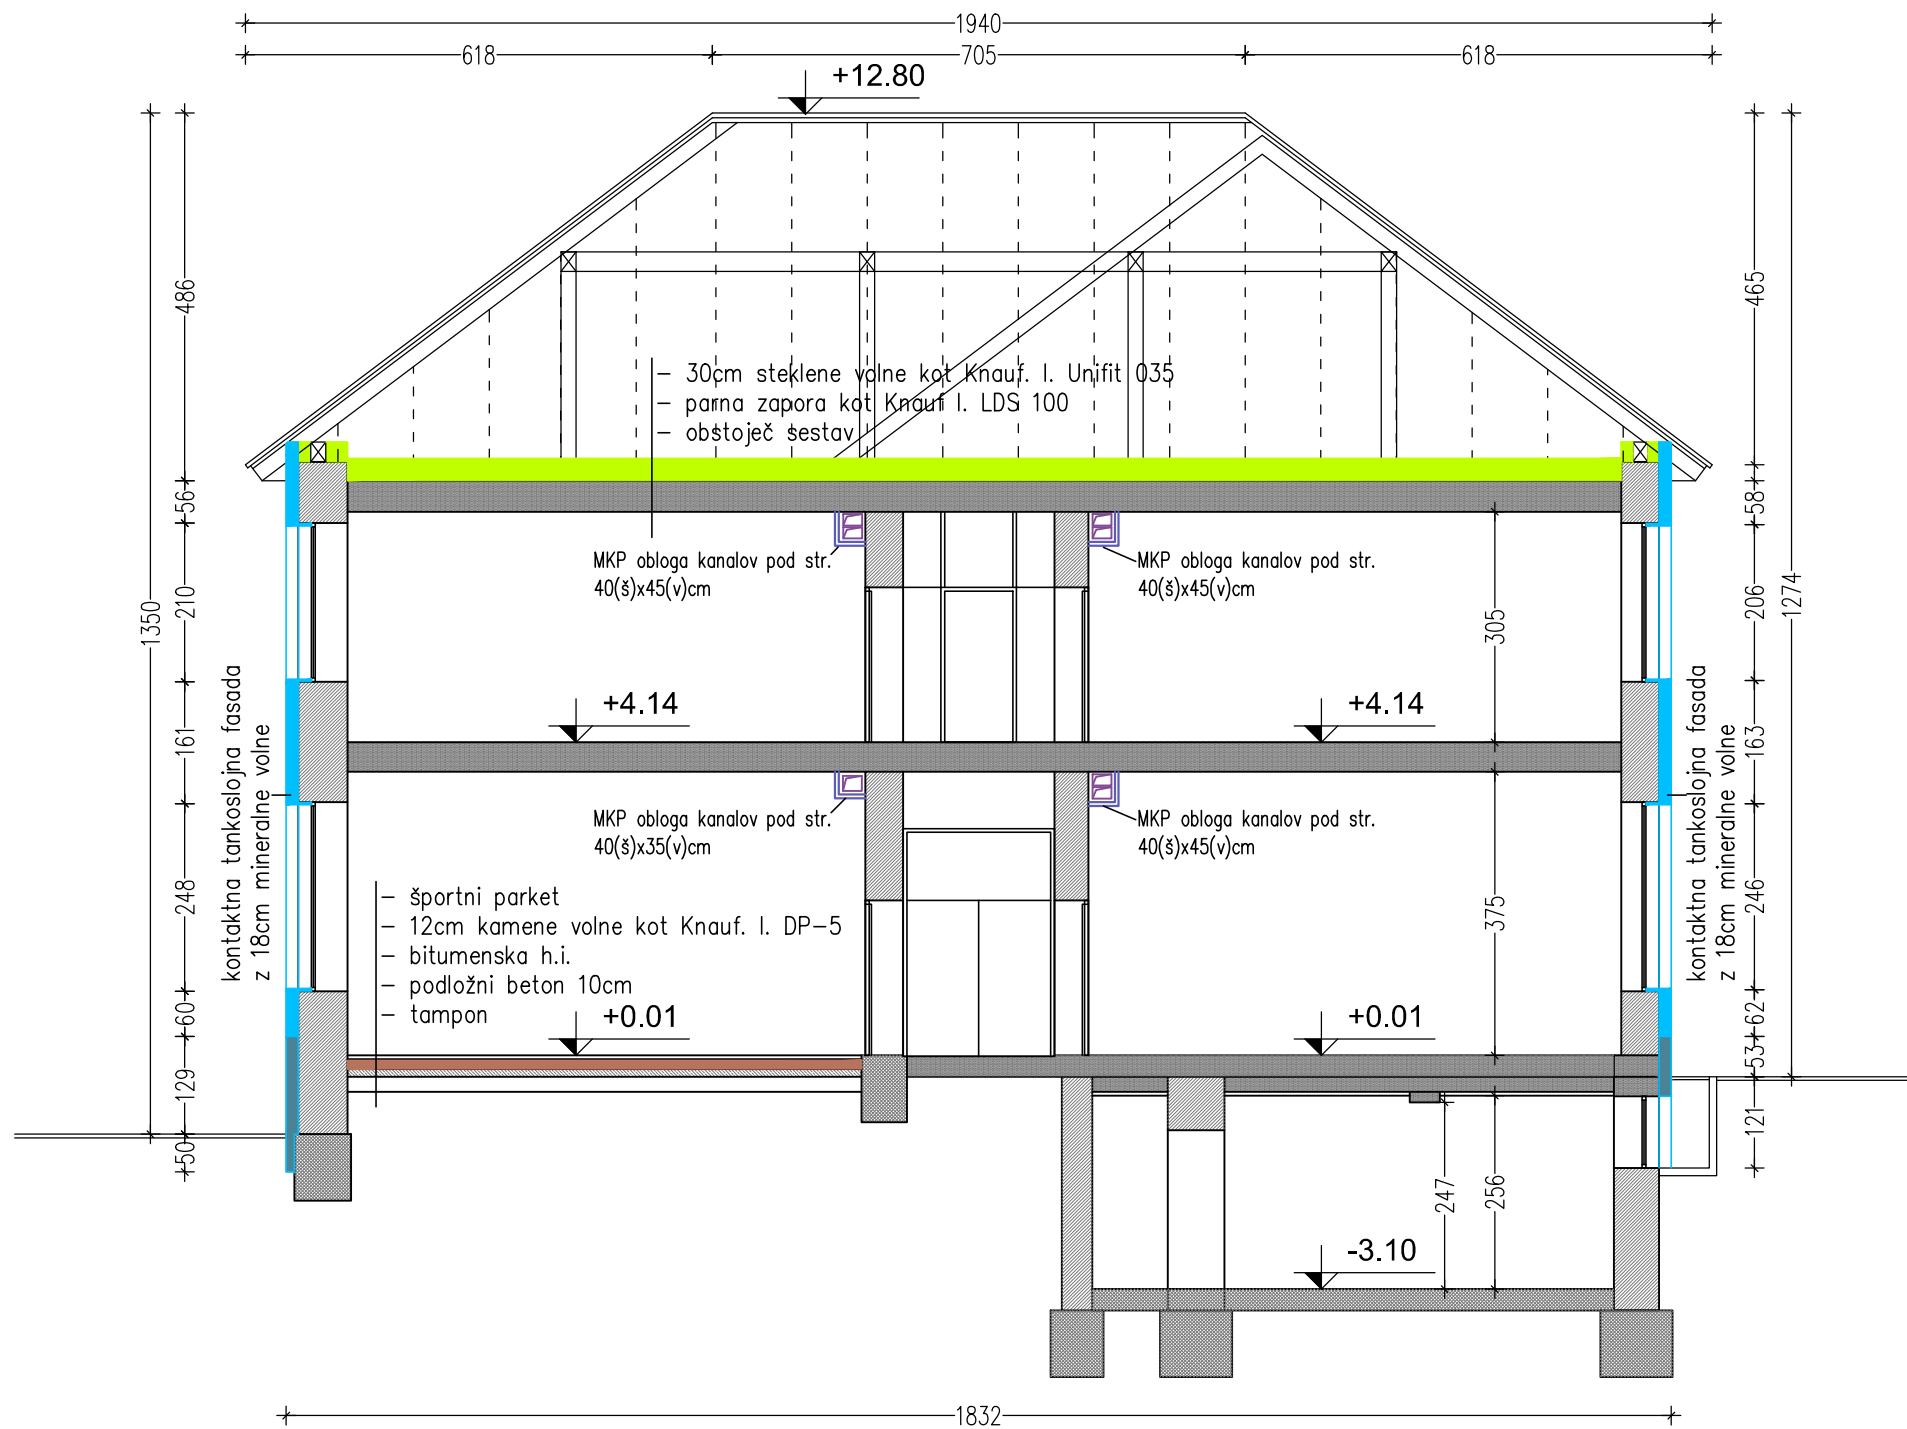 1940
618
705
618
+12.80
486
56
210
161
248
60
129
50
1350
465
58
206
163
246
62
53
121
1274
– 30cm steklene volne kot Knauf. I. Unifit 035
– parna zapora kot Knauf I. LDS 100
– obstoječ sestav
MKP obloga kanalov pod str.
40(š)x45(v)cm
MKP obloga kanalov pod str.
40(š)x45(v)cm
305
+4.14
+4.14
kontaktna tankoslojna fasada
z 18cm mineralne volne
kontaktna tankoslojna fasada
z 18cm mineralne volne
MKP obloga kanalov pod str.
40(š)x35(v)cm
MKP obloga kanalov pod str.
40(š)x45(v)cm
375
– športni parket
– 12cm kamene volne kot Knauf. I. DP–5
– bitumenska h.i.
– podložni beton 10cm
– tampon
+0.01
+0.01
247
256
-3.10
1832